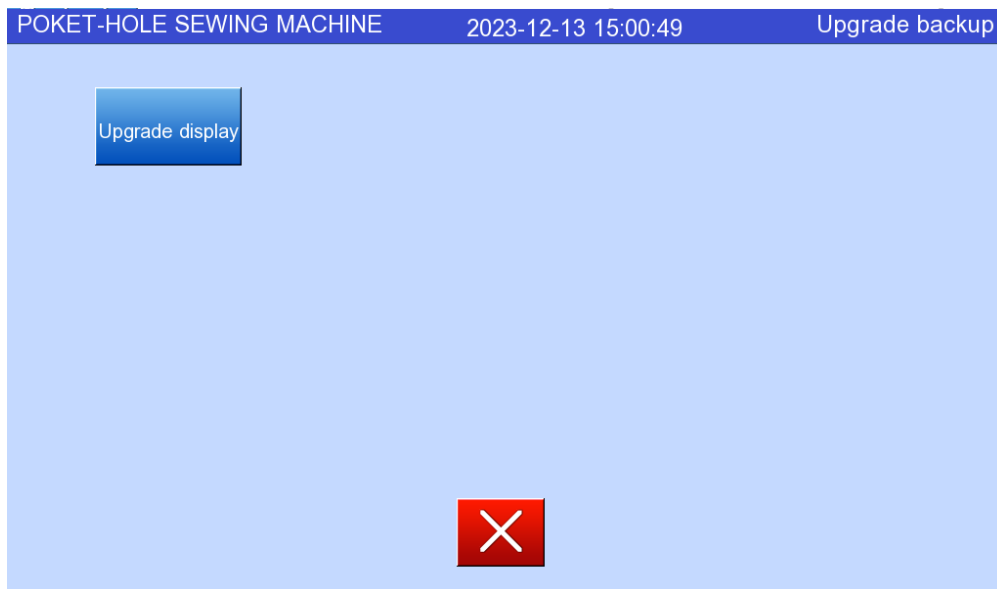 POKET-HOLE SEWING MACHINE 2023-12-13 15:00:49 Upgrade backup
Upgrade display